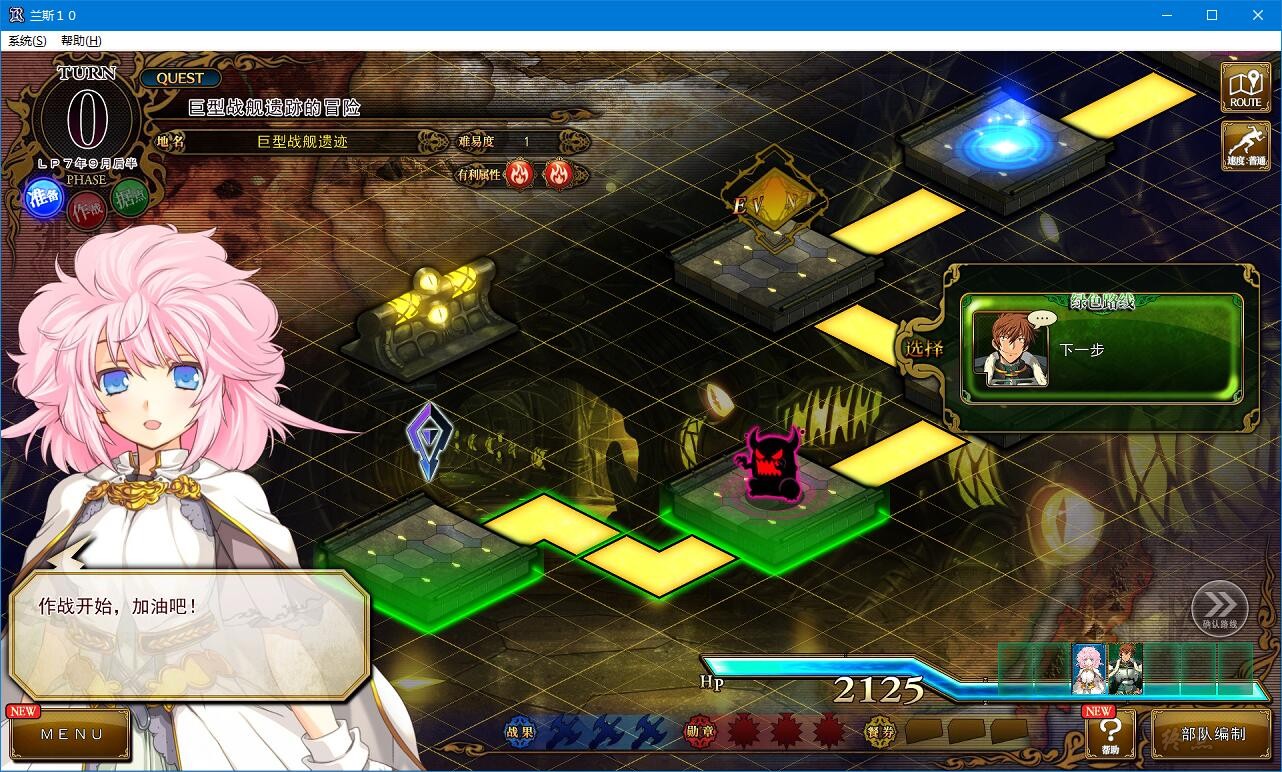 兰斯１０
系统(S) 帮助(H)
TURN
0
LP7年9月后半
PHASE
准备 作战 据点
QUEST
巨型战舰遗跡的冒险
地名 巨型战舰遗迹 难易度 1
有利属性
EVNT
ROUTE
速度:普通
绿色路线
选择
下一步
作战开始，加油吧！
确认路线
HP 2125
战果 勋章 餐券
NEW
MENU
NEW
?
帮助
部队编制